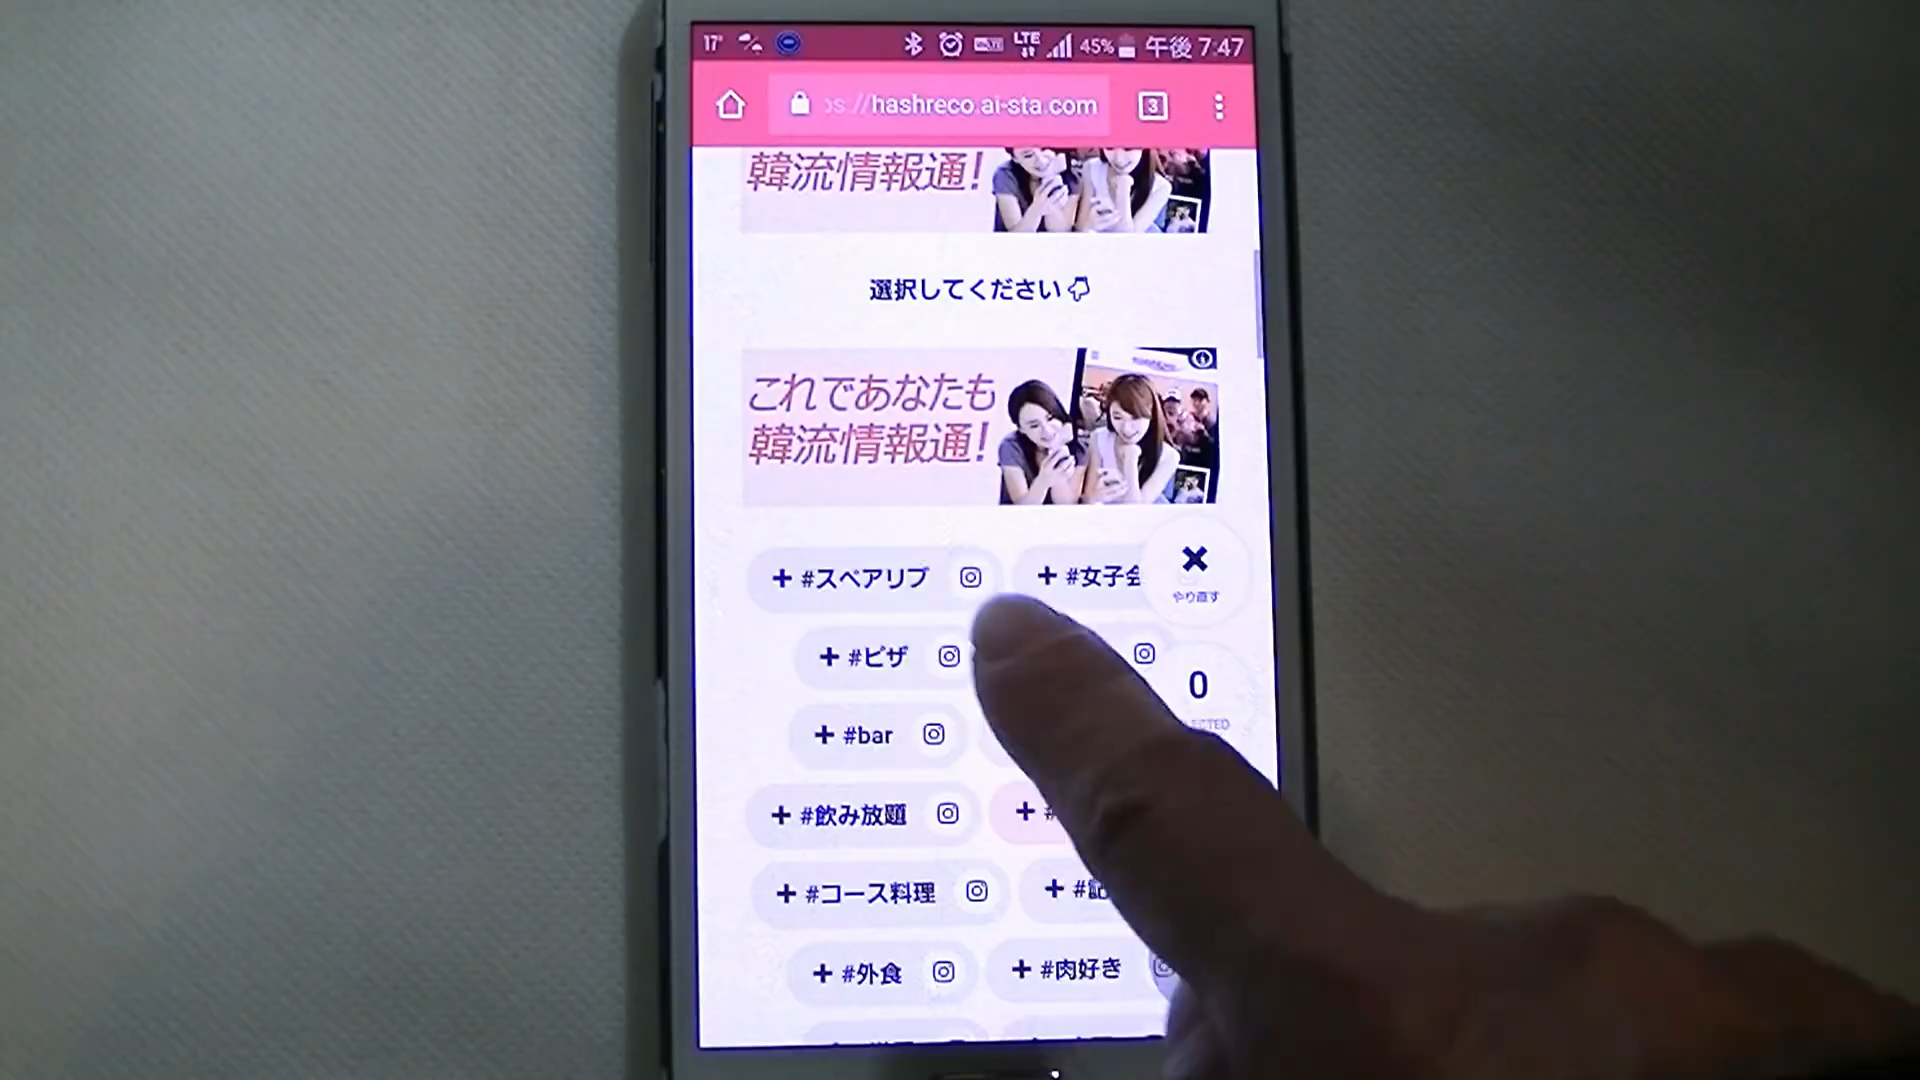 17° LTE 45% 午後 7:47
ps://hashreco.ai-sta.com 3
韓流情報通!
選択してください
これであなたも
韓流情報通!
+ #スペアリブ + #女子会
やり直す
+ #ピザ
0
+ #bar
+ #飲み放題 + #
+ #コース料理 + #記
+ #外食 + #肉好き